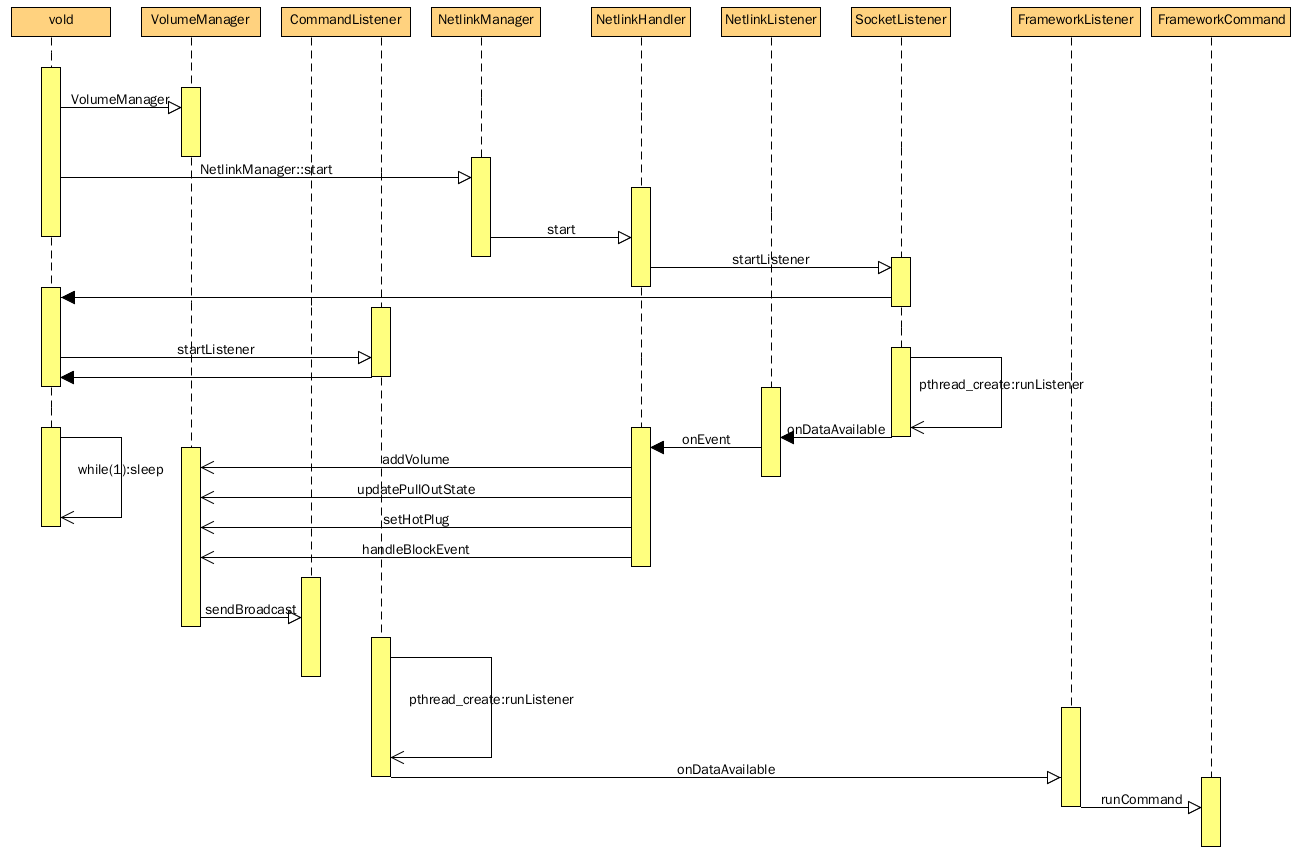 vold
VolumeManager
CommandListener
NetlinkManager
NetlinkHandler
NetlinkListener
SocketListener
FrameworkListener
FrameworkCommand
VolumeManager
NetlinkManager::start
start
startListener
startListener
pthread_create:runListener
onDataAvailable
onEvent
addVolume
while(1):sleep
updatePullOutState
setHotPlug
handleBlockEvent
sendBroadcast
pthread_create:runListener
onDataAvailable
runCommand